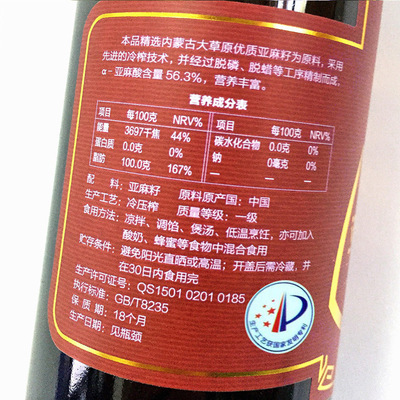 本品精选内蒙古大草原优质亚麻籽为原料,采用
先进的冷榨技术,并经过脱磷、脱蜡等工序精制而成,
α-亚麻酸含量56.3%,营养丰富。
营养成分表
项目 每100克 NRV% 项目 每100克 NRV%
能量 3697千焦 44% 碳水化合物 0.0克 0%
蛋白质 0.0克 0% 钠 0毫克 0%
脂肪 100.0克 167%
配 料:亚麻籽 原料原产国:中国
生产工艺:冷压榨 质量等级:一级
食用方法:凉拌、调馅、煲汤、低温烹饪,亦可加入
酸奶、蜂蜜等食物中混合食用
贮存条件:避免阳光直晒或高温;开盖后需冷藏,并
在30日内食用完
生产许可证号:QS1501 0201 0185
执行标准:GB/T8235
保 质 期:18个月
生产日期:见瓶颈
生产工艺获国家发明专利